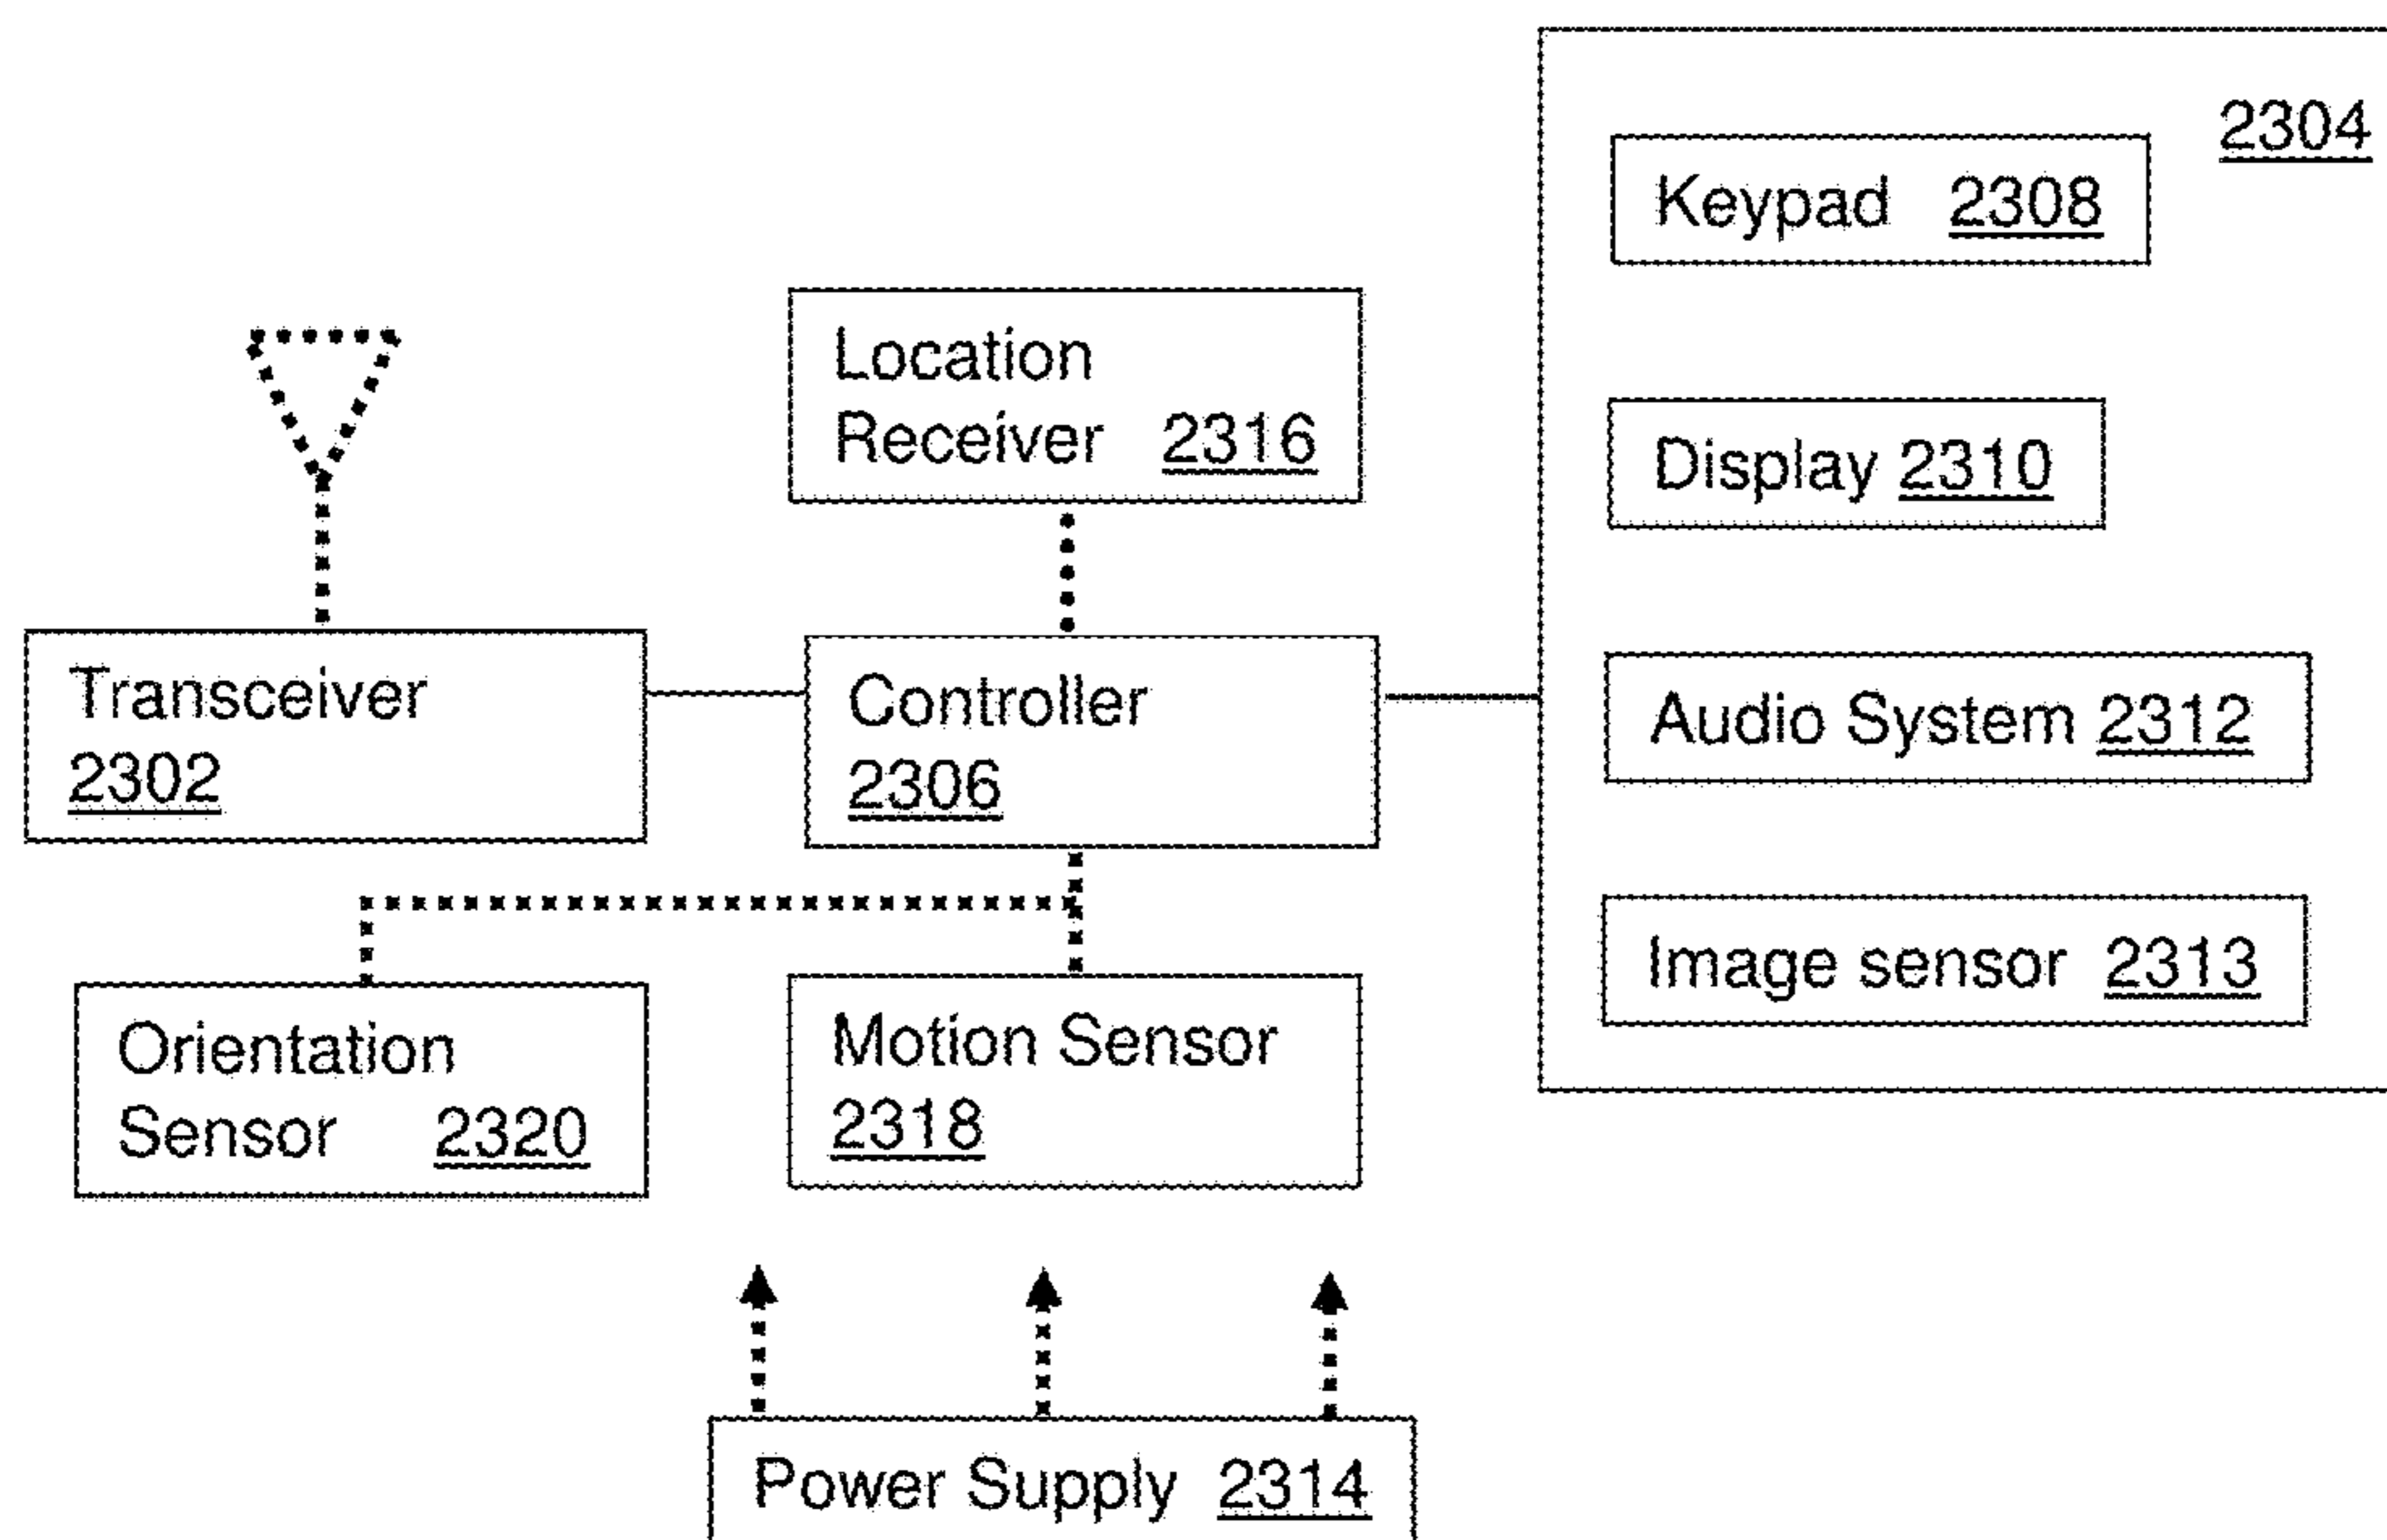 2304
Keypad 2308
Location
Receiver 2316
Display 2310
Transceiver
2302
Controller
2306
Audio System 2312
Image sensor 2313
Orientation
Sensor 2320
Motion Sensor
2318
Power Supply 2314